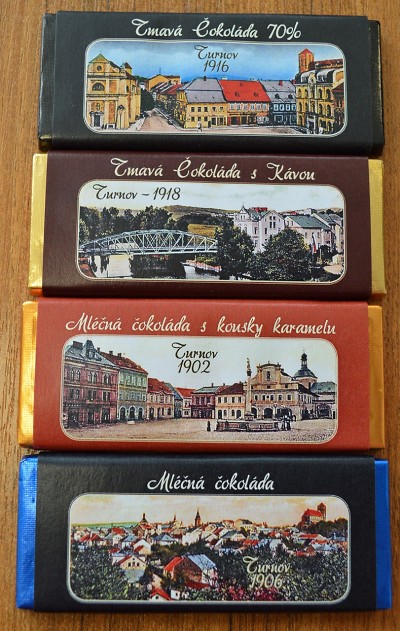 Tmavá Čokoláda 70%
Turnov
1916
Tmavá Čokoláda s Kávou
Turnov - 1918
Mléčná čokoláda s kousky karamelu
Turnov
1902
Mléčná čokoláda
Turnov
1906